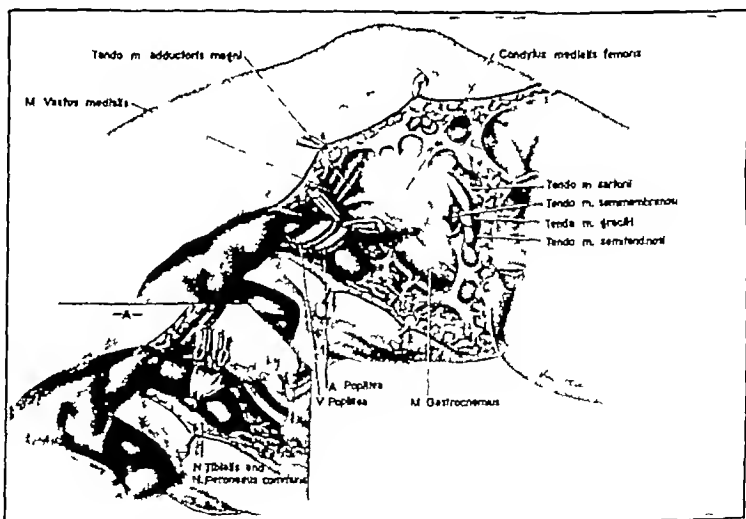 Tendo m. adductoris magni
Condylus medialis femoris
M. Vastus medialis
Tendo m. sartorii
Tendo m. semimembranosi
Tendo m. gracilis
Tendo m. semitendinosi
—A—
A Poplitea
V Poplitea
M Gastrocnemius
N Tibialis and
N. Peroneus communis